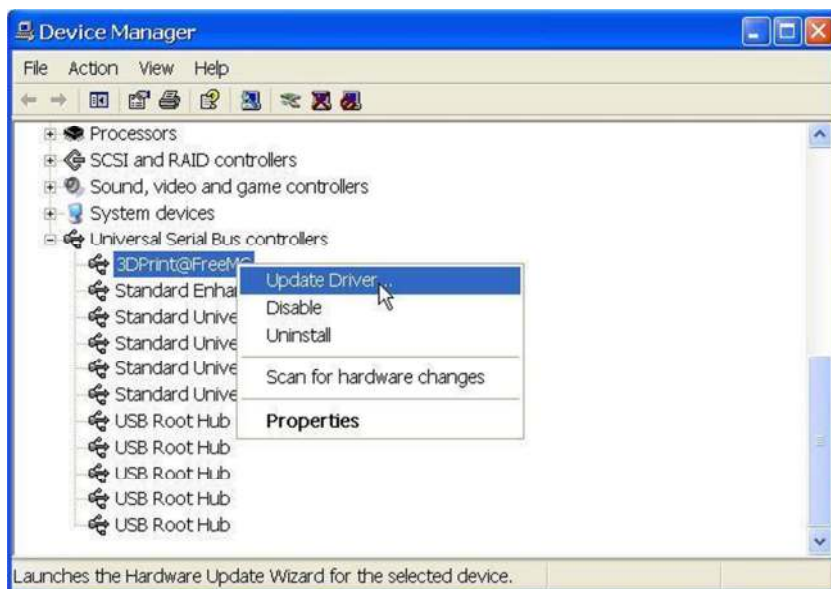 Device Manager
File Action View Help
Processors
SCSI and RAID controllers
Sound, video and game controllers
System devices
Universal Serial Bus controllers
3DPrint@FreeM
Standard Enha
Standard Unive
Standard Unive
Standard Unive
Standard Unive
USB Root Hub
USB Root Hub
USB Root Hub
USB Root Hub
USB Root Hub
Update Driver...
Disable
Uninstall
Scan for hardware changes
Properties
Launches the Hardware Update Wizard for the selected device.